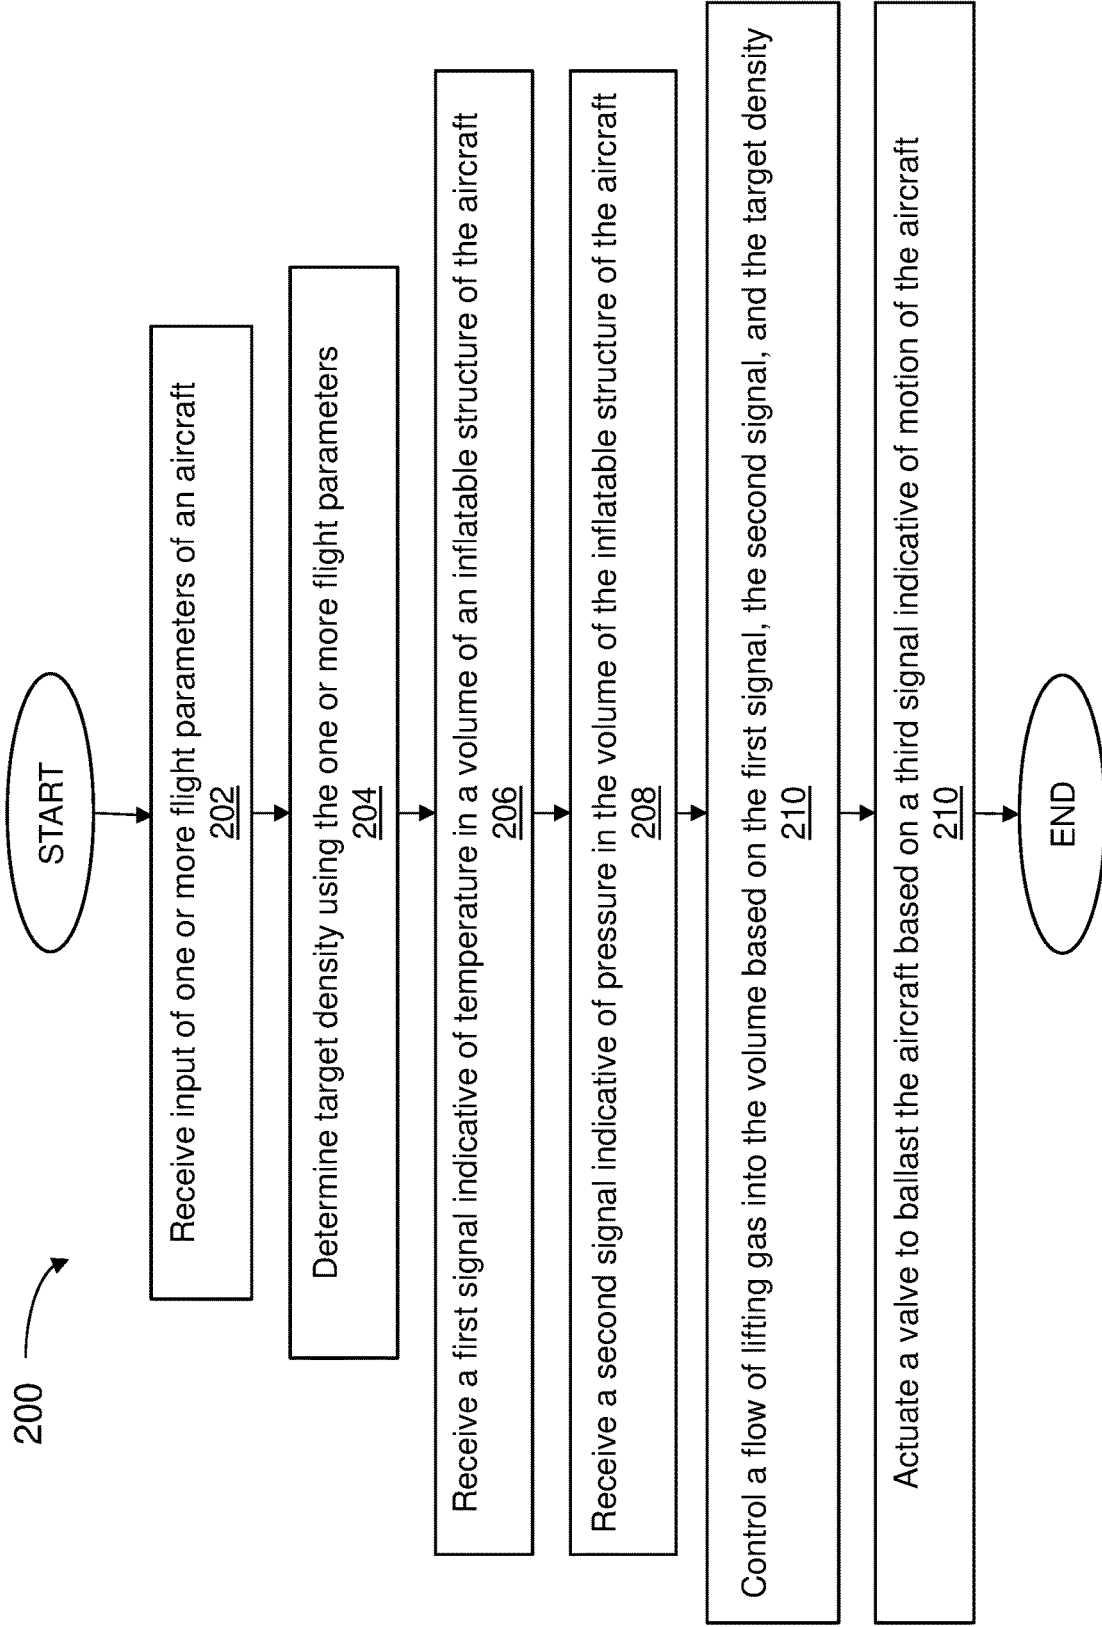 200
START
Receive input of one or more flight parameters of an aircraft
202
Determine target density using the one or more flight parameters
204
Receive a first signal indicative of temperature in a volume of an inflatable structure of the aircraft
206
Receive a second signal indicative of pressure in the volume of the inflatable structure of the aircraft
208
Control a flow of lifting gas into the volume based on the first signal, the second signal, and the target density
210
Actuate a valve to ballast the aircraft based on a third signal indicative of motion of the aircraft
210
END